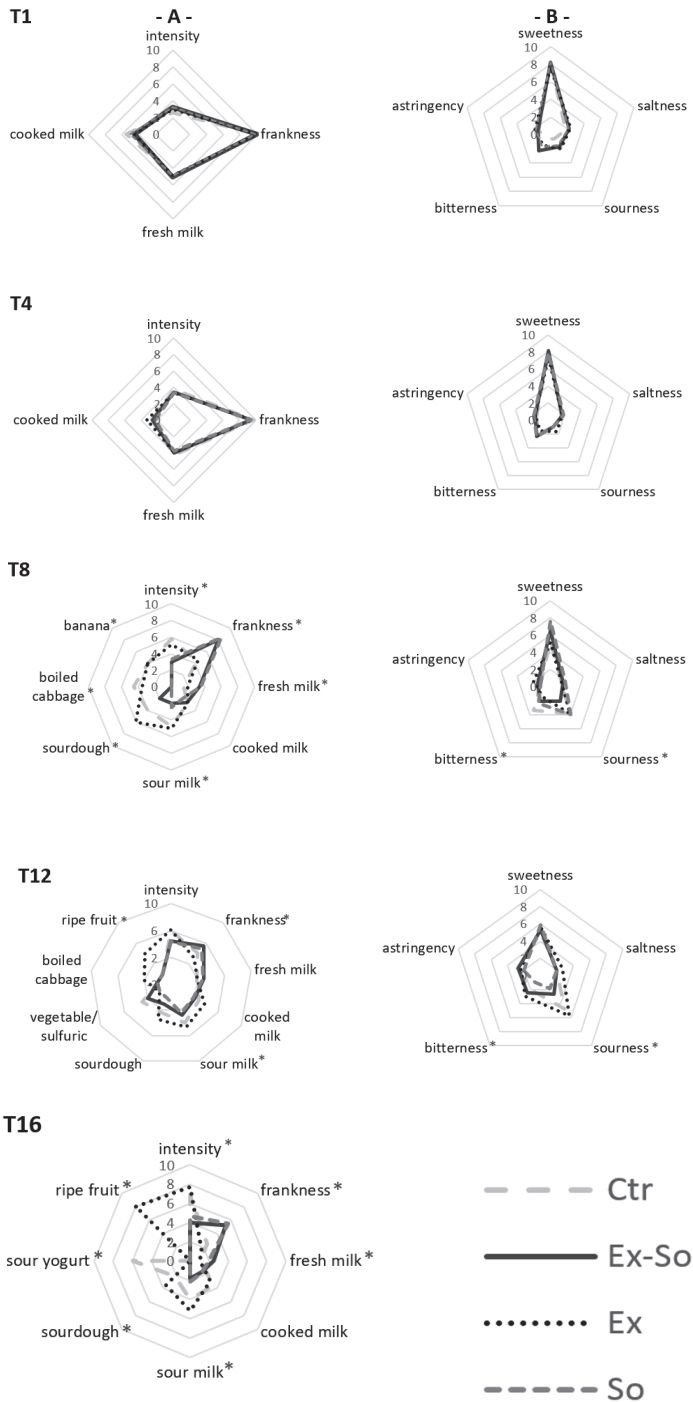 T1
- A -
- B -
intensity
10
8
6
4
2
0
cooked milk
frankness
fresh milk
sweetness
10
8
6
4
2
0
astringency
saltness
bitterness
sourness
T4
intensity
10
8
6
4
2
0
cooked milk
frankness
fresh milk
sweetness
10
8
6
4
2
0
astringency
saltness
bitterness
sourness
T8
intensity *
10
8
6
4
2
0
banana *
frankness *
boiled
cabbage *
fresh milk *
sourdough *
cooked milk
sour milk *
sweetness
10
8
6
4
2
0
astringency
saltness
bitterness *
sourness *
T12
intensity
10
6
2
ripe fruit *
frankness*
boiled
cabbage
fresh milk
vegetable/
sulfuric
cooked
milk
sourdough
sour milk *
sweetness
10
8
6
4
astringency
saltness
bitterness *
sourness *
T16
intensity *
10
8
6
4
2
0
ripe fruit *
frankness *
sour yogurt *
fresh milk *
sourdough *
cooked milk
sour milk *
Ctr
Ex-So
Ex
So